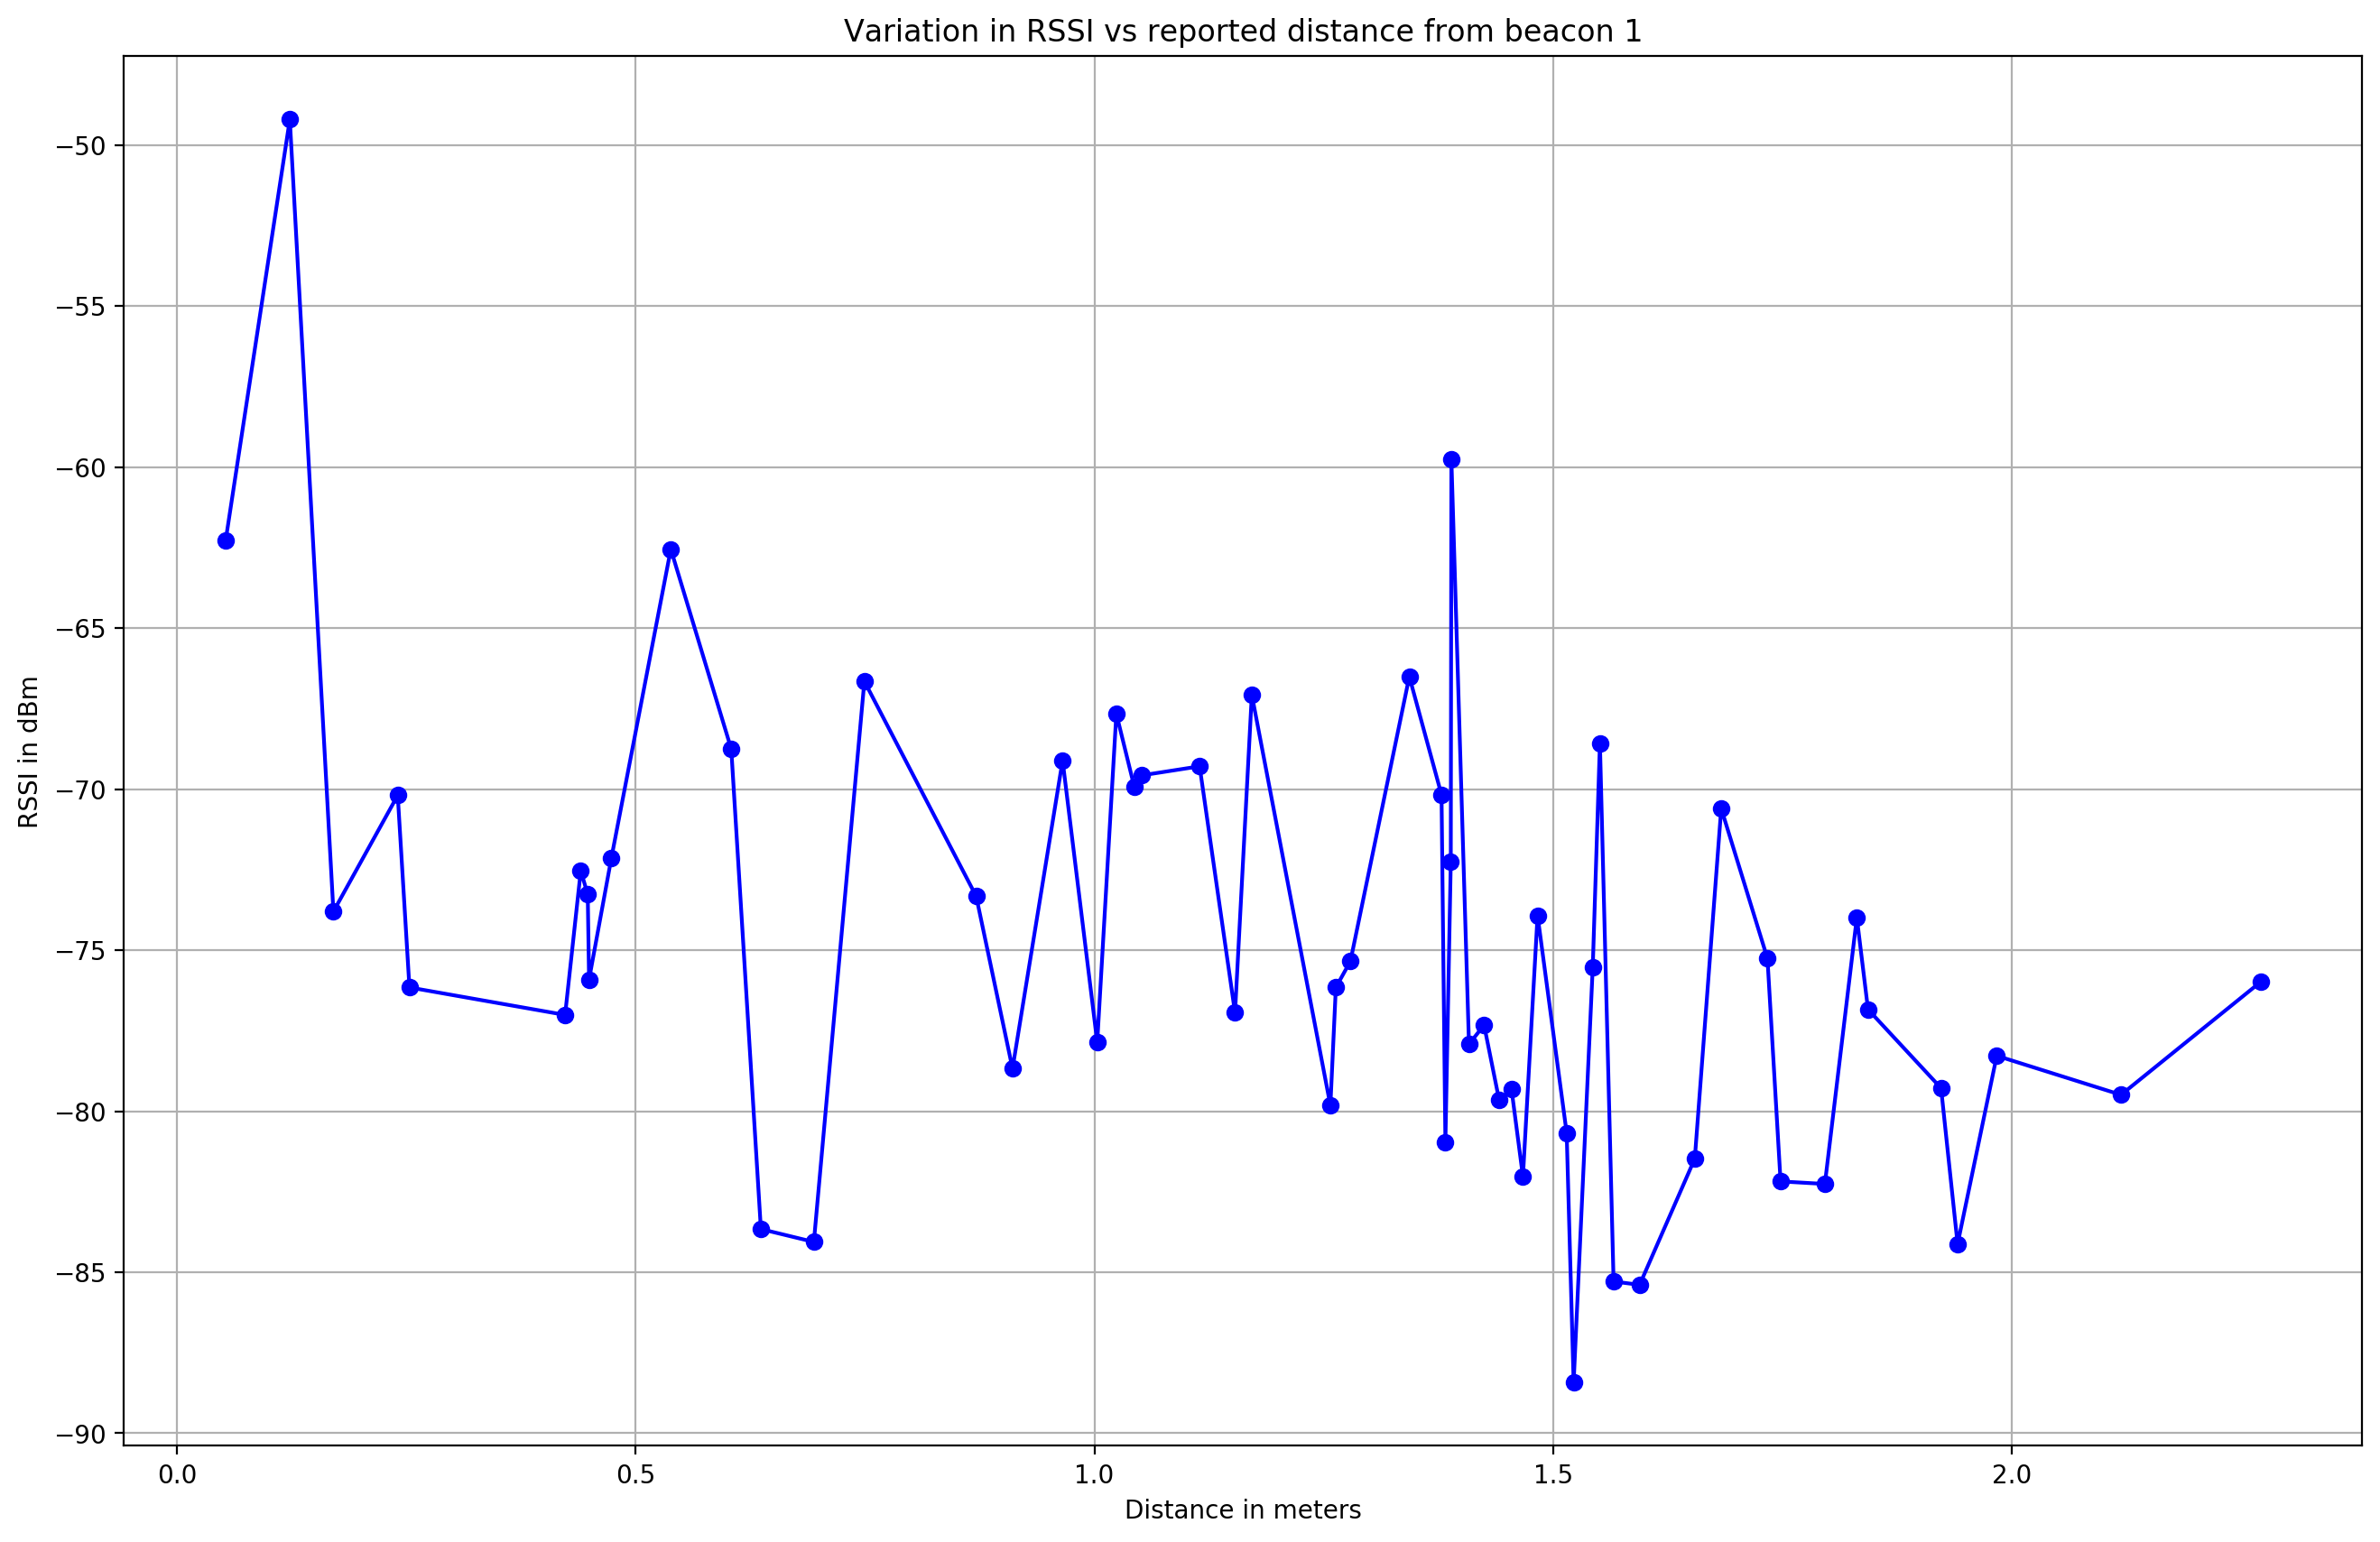 Variation in RSSI vs reported distance from beacon 1
RSSI in dBm
−50
−55
−60
−65
−70
−75
−80
−85
−90
0.0 0.5 1.0 1.5 2.0
Distance in meters